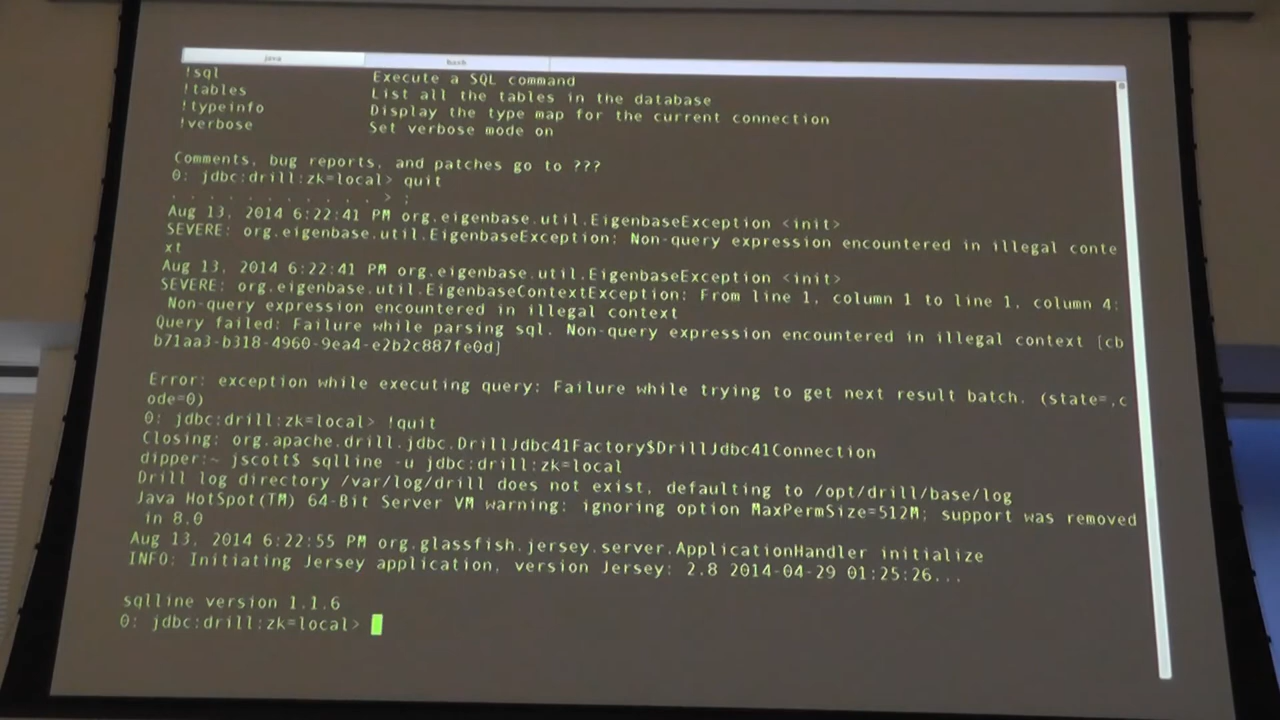 java bash
!sql Execute a SQL command
!tables List all the tables in the database
!typeinfo Display the type map for the current connection
!verbose Set verbose mode on
Comments, bug reports, and patches go to ???
0: jdbc:drill:zk=local> quit
. . . . . . . . . . . > ;
Aug 13, 2014 6:22:41 PM org.eigenbase.util.EigenbaseException <init>
SEVERE: org.eigenbase.util.EigenbaseException: Non-query expression encountered in illegal conte
xt
Aug 13, 2014 6:22:41 PM org.eigenbase.util.EigenbaseException <init>
SEVERE: org.eigenbase.util.EigenbaseContextException: From line 1, column 1 to line 1, column 4:
Non-query expression encountered in illegal context
Query failed: Failure while parsing sql. Non-query expression encountered in illegal context [cb
b71aa3-b318-4960-9ea4-e2b2c887fe0d]
Error: exception while executing query: Failure while trying to get next result batch. (state=,c
ode=0)
0: jdbc:drill:zk=local> !quit
Closing: org.apache.drill.jdbc.DrillJdbc41Factory$DrillJdbc41Connection
dipper:~ jscott$ sqlline -u jdbc:drill:zk=local
Drill log directory /var/log/drill does not exist, defaulting to /opt/drill/base/log
Java HotSpot(TM) 64-Bit Server VM warning: ignoring option MaxPermSize=512M; support was removed
in 8.0
Aug 13, 2014 6:22:55 PM org.glassfish.jersey.server.ApplicationHandler initialize
INFO: Initiating Jersey application, version Jersey: 2.8 2014-04-29 01:25:26...
sqlline version 1.1.6
0: jdbc:drill:zk=local>